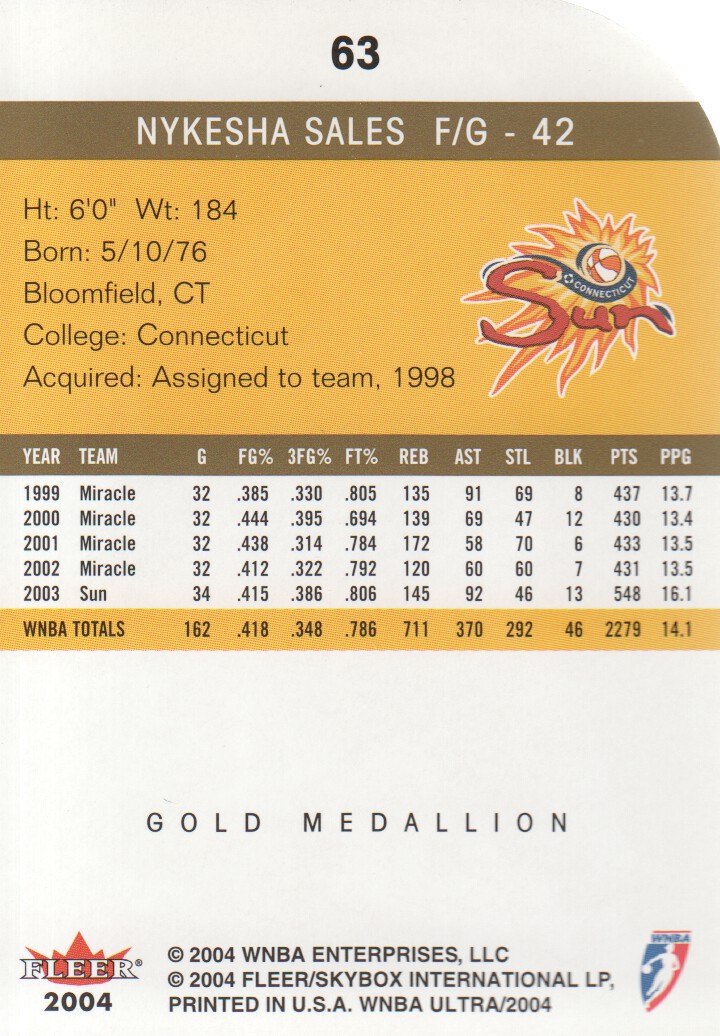 63
NYKESHA SALES F/G - 42
Ht: 6'0" Wt: 184
Born: 5/10/76
Bloomfield, CT
College: Connecticut
Acquired: Assigned to team, 1998
CONNECTICUT
Sun
YEAR TEAM G FG% 3FG% FT% REB AST STL BLK PTS PPG
1999 Miracle 32 .385 .330 .805 135 91 69 8 437 13.7
2000 Miracle 32 .444 .395 .694 139 69 47 12 430 13.4
2001 Miracle 32 .438 .314 .784 172 58 70 6 433 13.5
2002 Miracle 32 .412 .322 .792 120 60 60 7 431 13.5
2003 Sun 34 .415 .386 .806 145 92 46 13 548 16.1
WNBA TOTALS 162 .418 .348 .786 711 370 292 46 2279 14.1
GOLD MEDALLION
FLEER®
2004
© 2004 WNBA ENTERPRISES, LLC
© 2004 FLEER/SKYBOX INTERNATIONAL LP,
PRINTED IN U.S.A. WNBA ULTRA/2004
WNBA